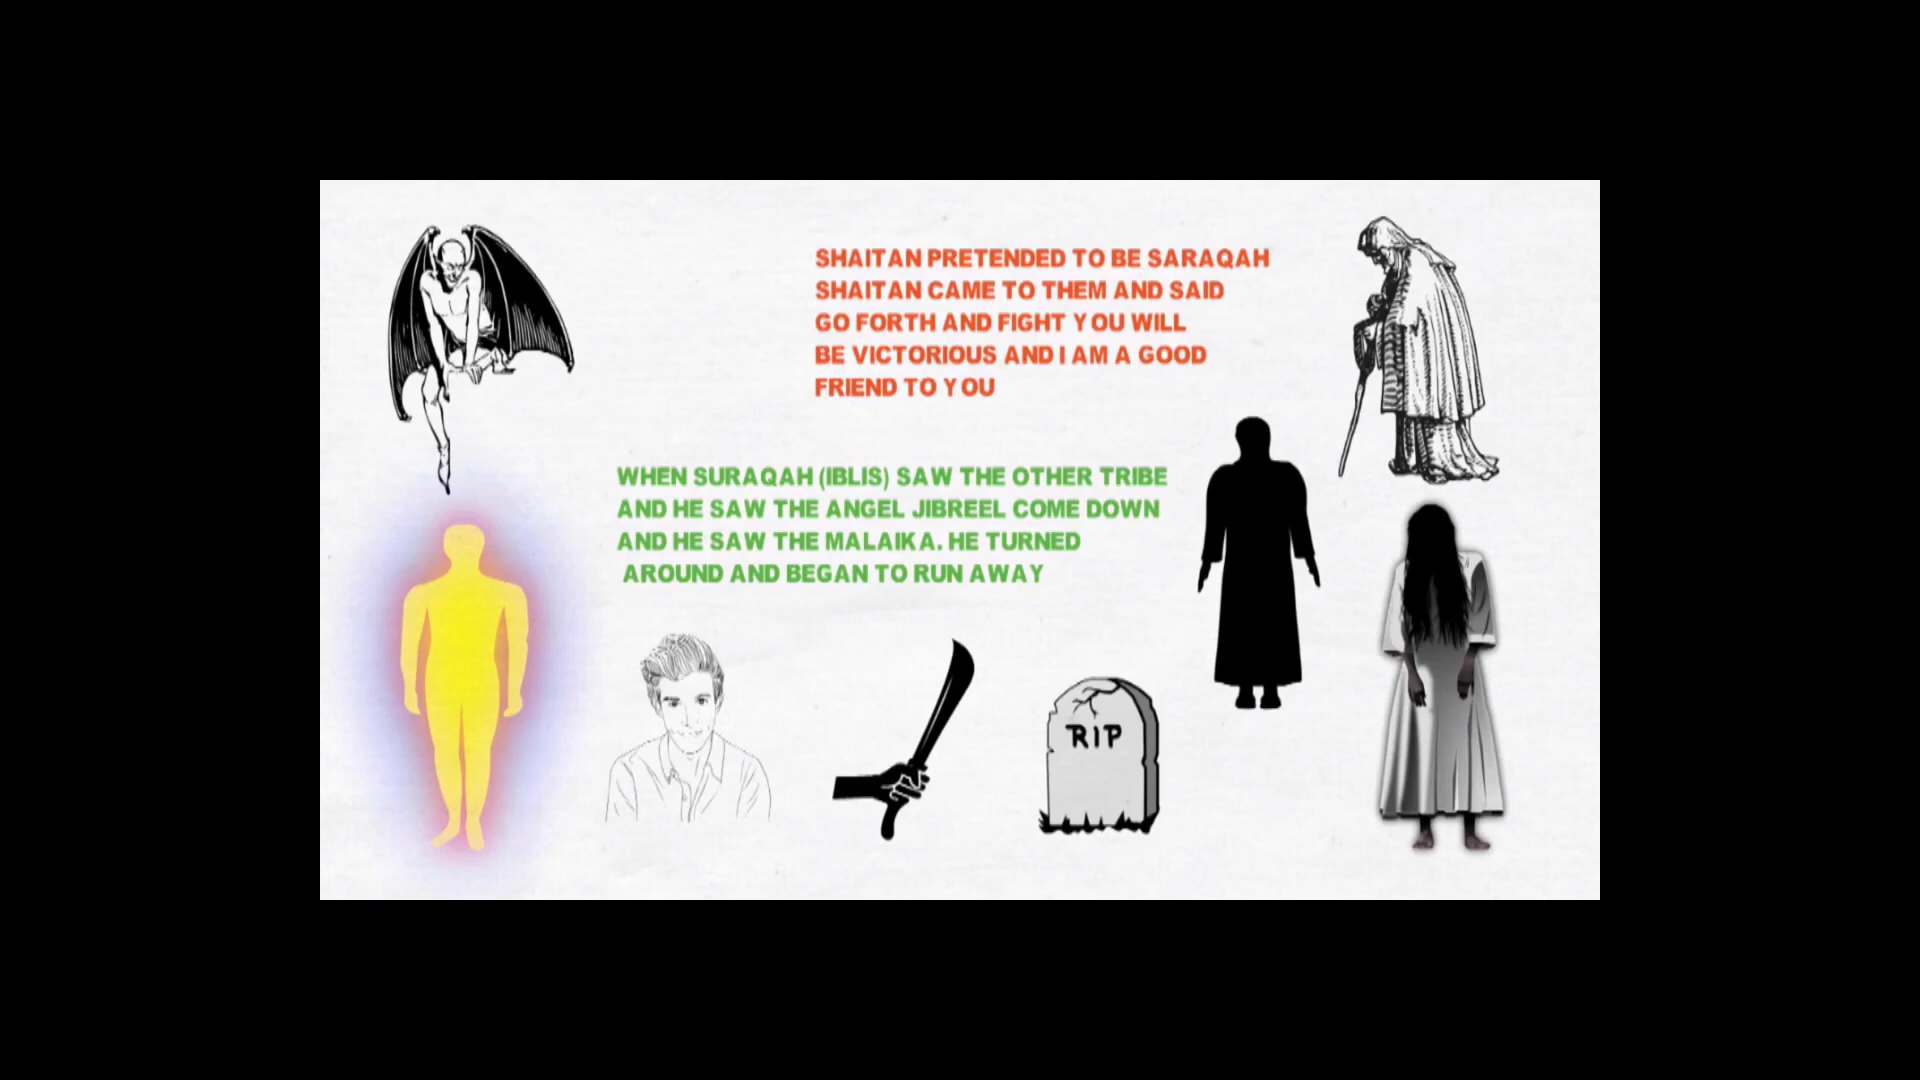 SHAITAN PRETENDED TO BE SARAQAH
SHAITAN CAME TO THEM AND SAID
GO FORTH AND FIGHT YOU WILL
BE VICTORIOUS AND I AM A GOOD
FRIEND TO YOU
WHEN SURAQAH (IBLIS) SAW THE OTHER TRIBE
AND HE SAW THE ANGEL JIBREEL COME DOWN
AND HE SAW THE MALAIKA. HE TURNED
AROUND AND BEGAN TO RUN AWAY
RIP